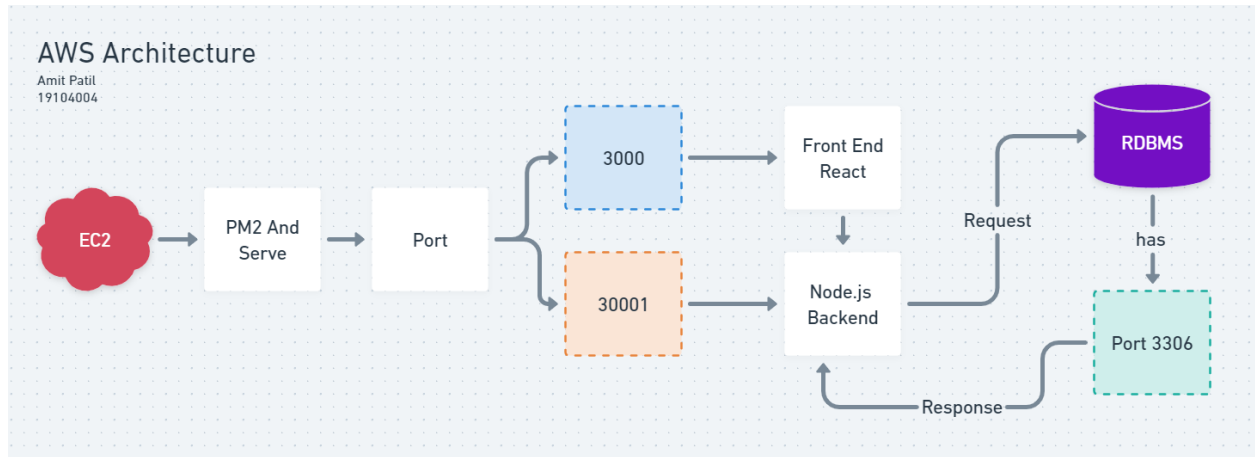 AWS Architecture
Amit Patil
19104004
EC2
PM2 And
Serve
Port
3000
30001
Front End
React
Node.js
Backend
Request
RDBMS
has
Port 3306
Response